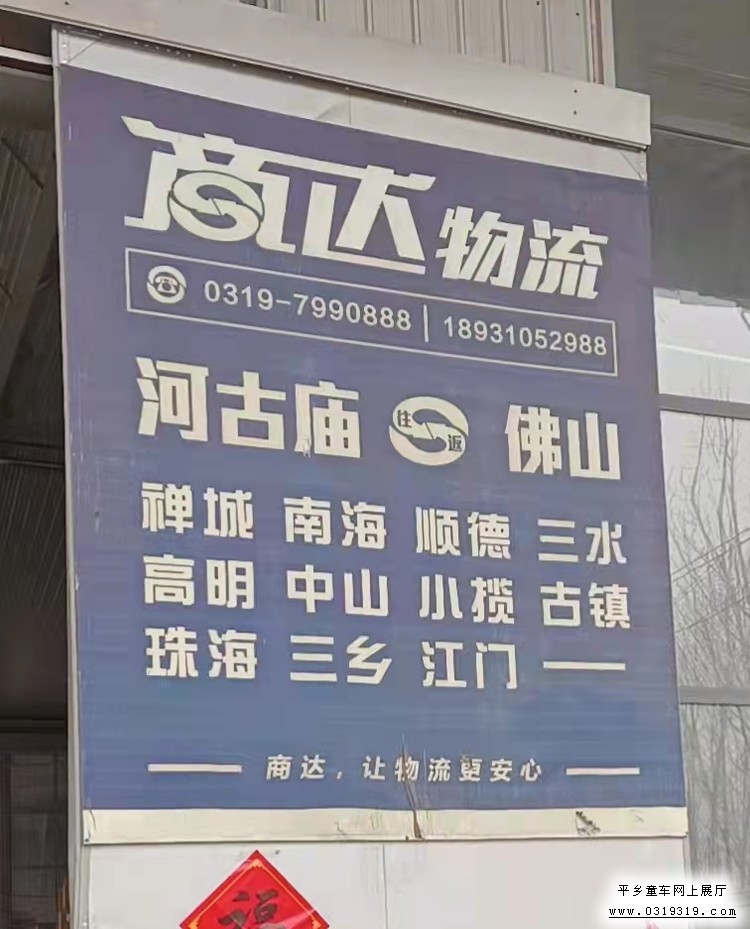 商达物流
0319-7990888 | 18931052988
河古庙 往返 佛山
禅城 南海 顺德 三水
高明 中山 小揽 古镇
珠海 三乡 江门 —
— 商达，让物流更安心 —
福
平乡童车网上展厅
www.0319319.com